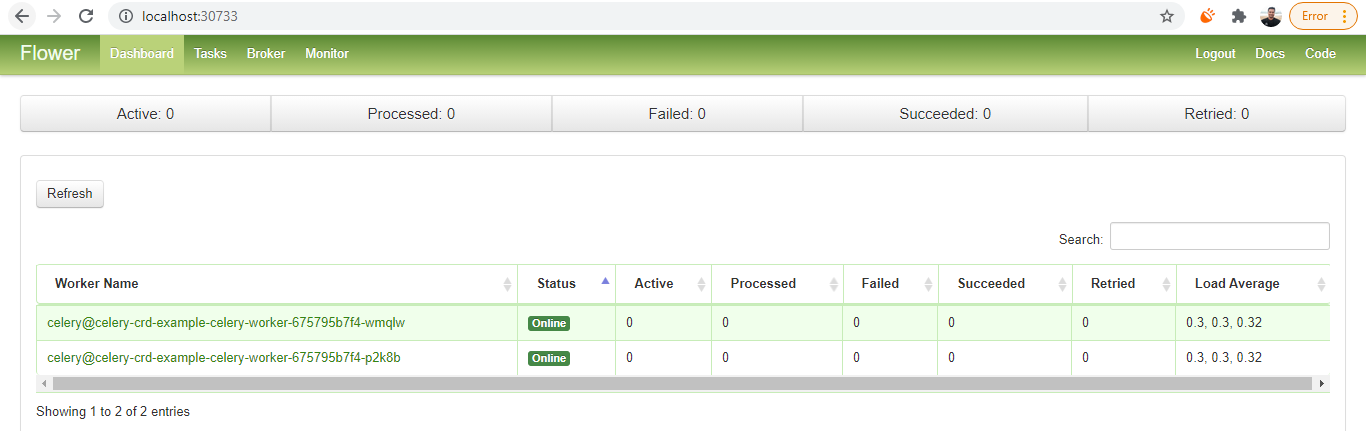 localhost:30733
Error
Flower Dashboard Tasks Broker Monitor Logout Docs Code
Active: 0 Processed: 0 Failed: 0 Succeeded: 0 Retried: 0
Refresh
Search:
Worker Name Status Active Processed Failed Succeeded Retried Load Average
celery@celery-crd-example-celery-worker-675795b7f4-wmqlw Online 0 0 0 0 0 0.3, 0.3, 0.32
celery@celery-crd-example-celery-worker-675795b7f4-p2k8b Online 0 0 0 0 0 0.3, 0.3, 0.32
Showing 1 to 2 of 2 entries